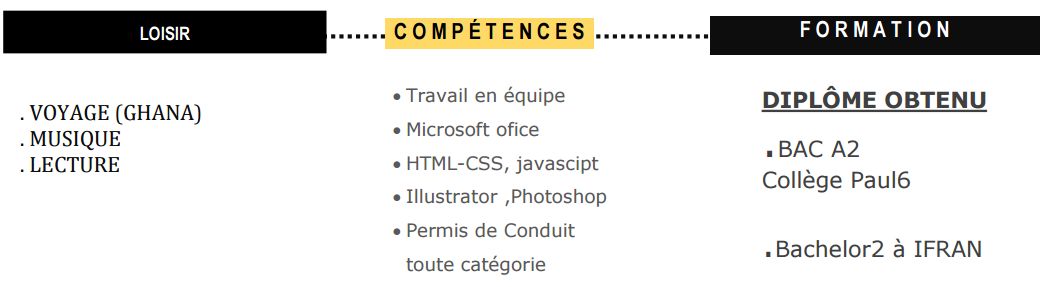 LOISIR
. VOYAGE (GHANA)
. MUSIQUE
. LECTURE
COMPÉTENCES
• Travail en équipe
• Microsoft ofice
• HTML-CSS, javascipt
• Illustrator ,Photoshop
• Permis de Conduit
toute catégorie
FORMATION
DIPLÔME OBTENU
.BAC A2
Collège Paul6
.Bachelor2 à IFRAN